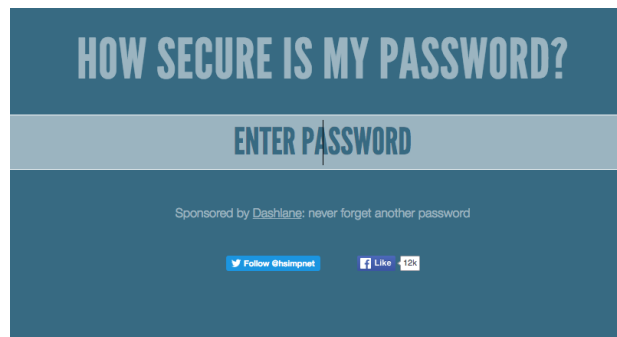 HOW SECURE IS MY PASSWORD?
ENTER PASSWORD
Sponsored by Dashlane: never forget another password
Follow @hsimpnet
Like 12k